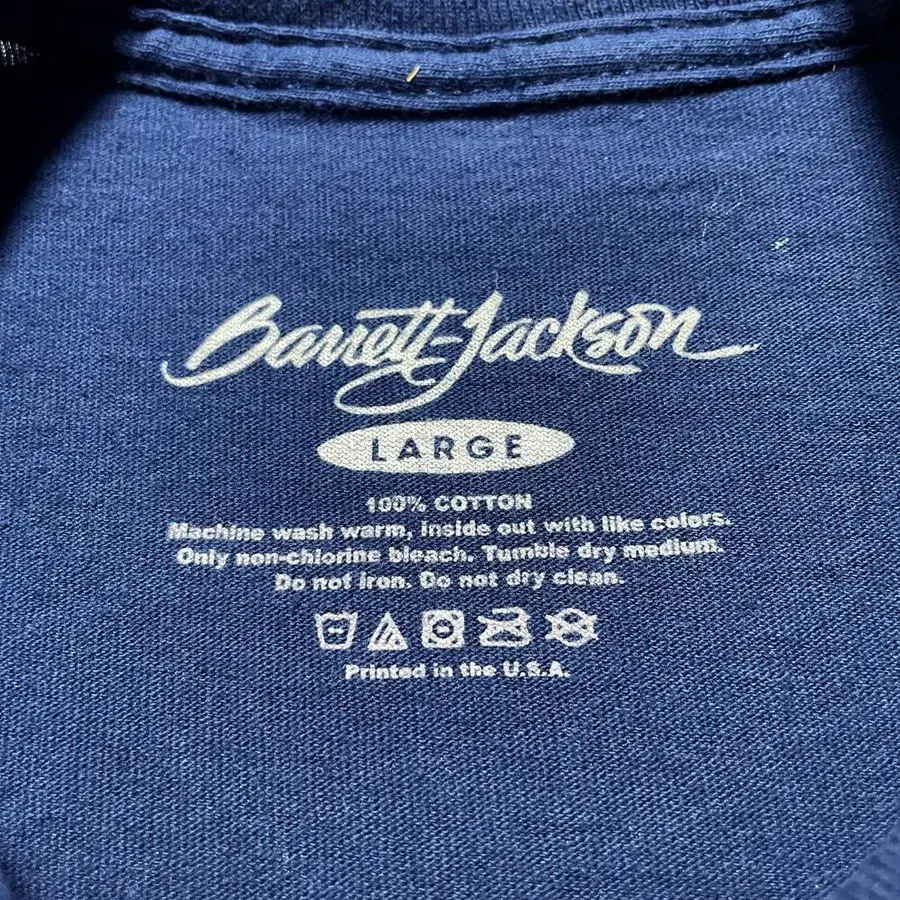 Barrett-Jackson
LARGE
100% COTTON
Machine wash warm, inside out with like colors.
Only non-chlorine bleach. Tumble dry medium.
Do not iron. Do not dry clean.
Printed in the U.S.A.